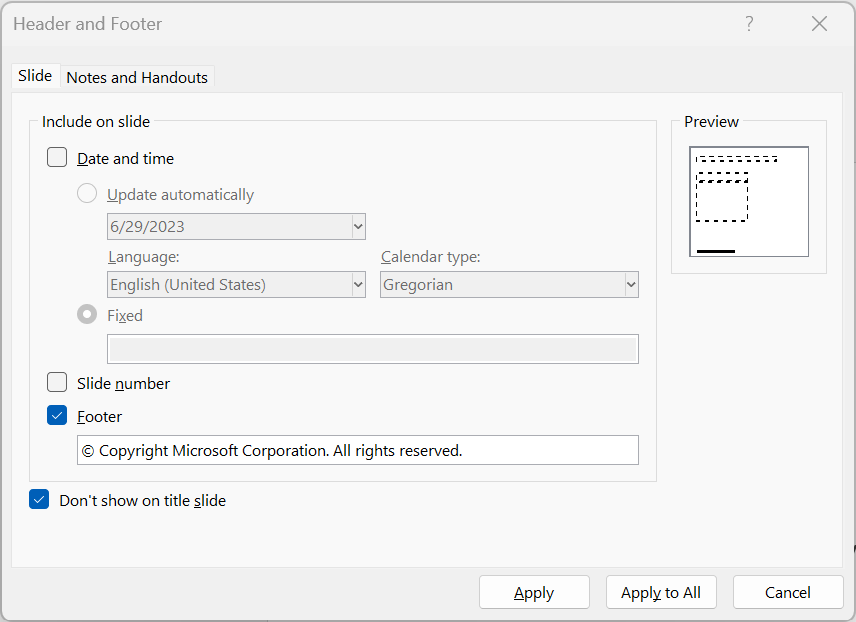 Header and Footer ?
Slide Notes and Handouts
Include on slide
Preview
Date and time
Update automatically
6/29/2023
Language: Calendar type:
English (United States) Gregorian
Fixed
Slide number
Footer
© Copyright Microsoft Corporation. All rights reserved.
Don't show on title slide
Apply Apply to All Cancel